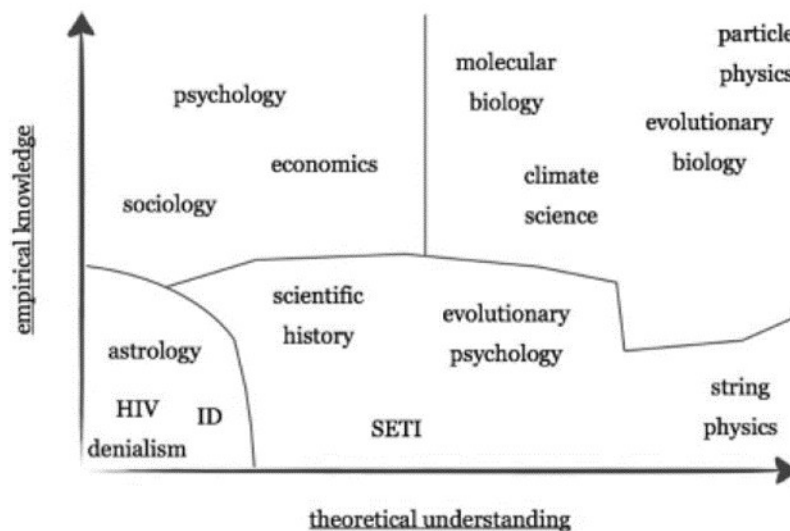 particle
physics
molecular
biology
psychology
evolutionary
biology
economics
climate
science
sociology
empirical knowledge
scientific
history
evolutionary
psychology
astrology
HIV
denialism
ID
SETI
string
physics
theoretical understanding